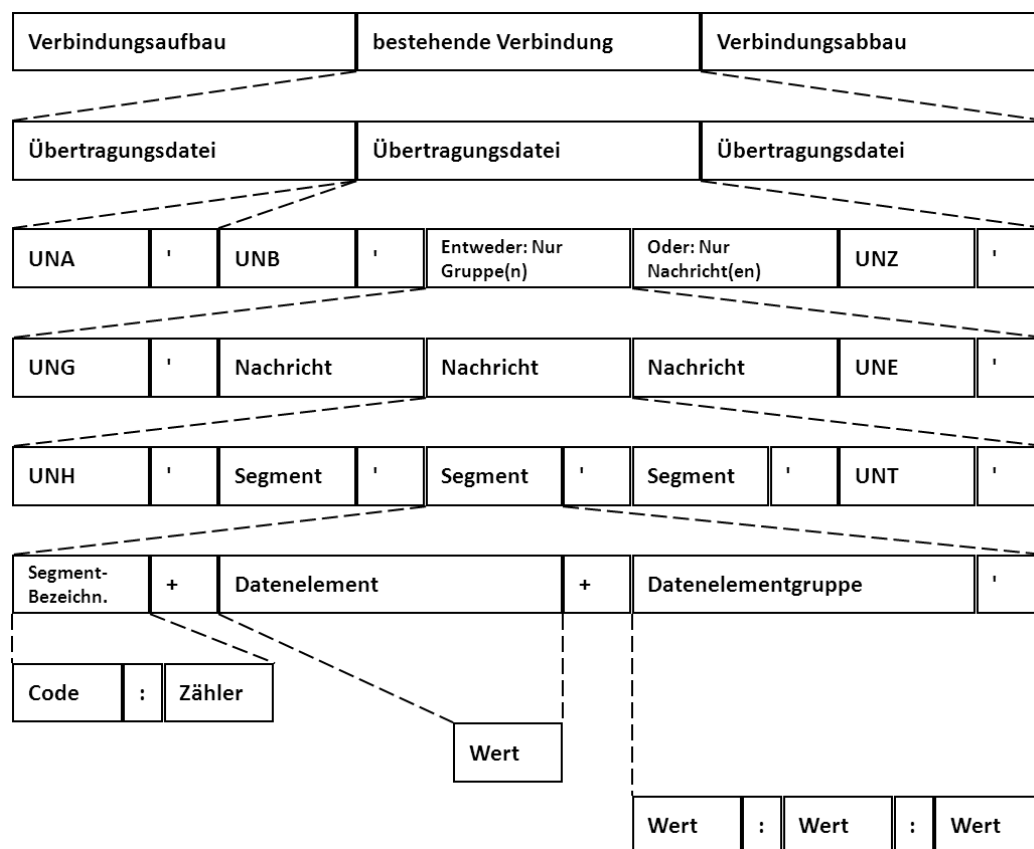 Verbindungsaufbau bestehende Verbindung Verbindungsabbau
Übertragungsdatei Übertragungsdatei Übertragungsdatei
UNA ' UNB ' Entweder: Nur Gruppe(n) Oder: Nur Nachricht(en) UNZ '
UNG ' Nachricht Nachricht Nachricht UNE '
UNH ' Segment ' Segment ' Segment ' UNT '
Segment-Bezeichn. + Datenelement + Datenelementgruppe '
Code : Zähler
Wert
Wert : Wert : Wert